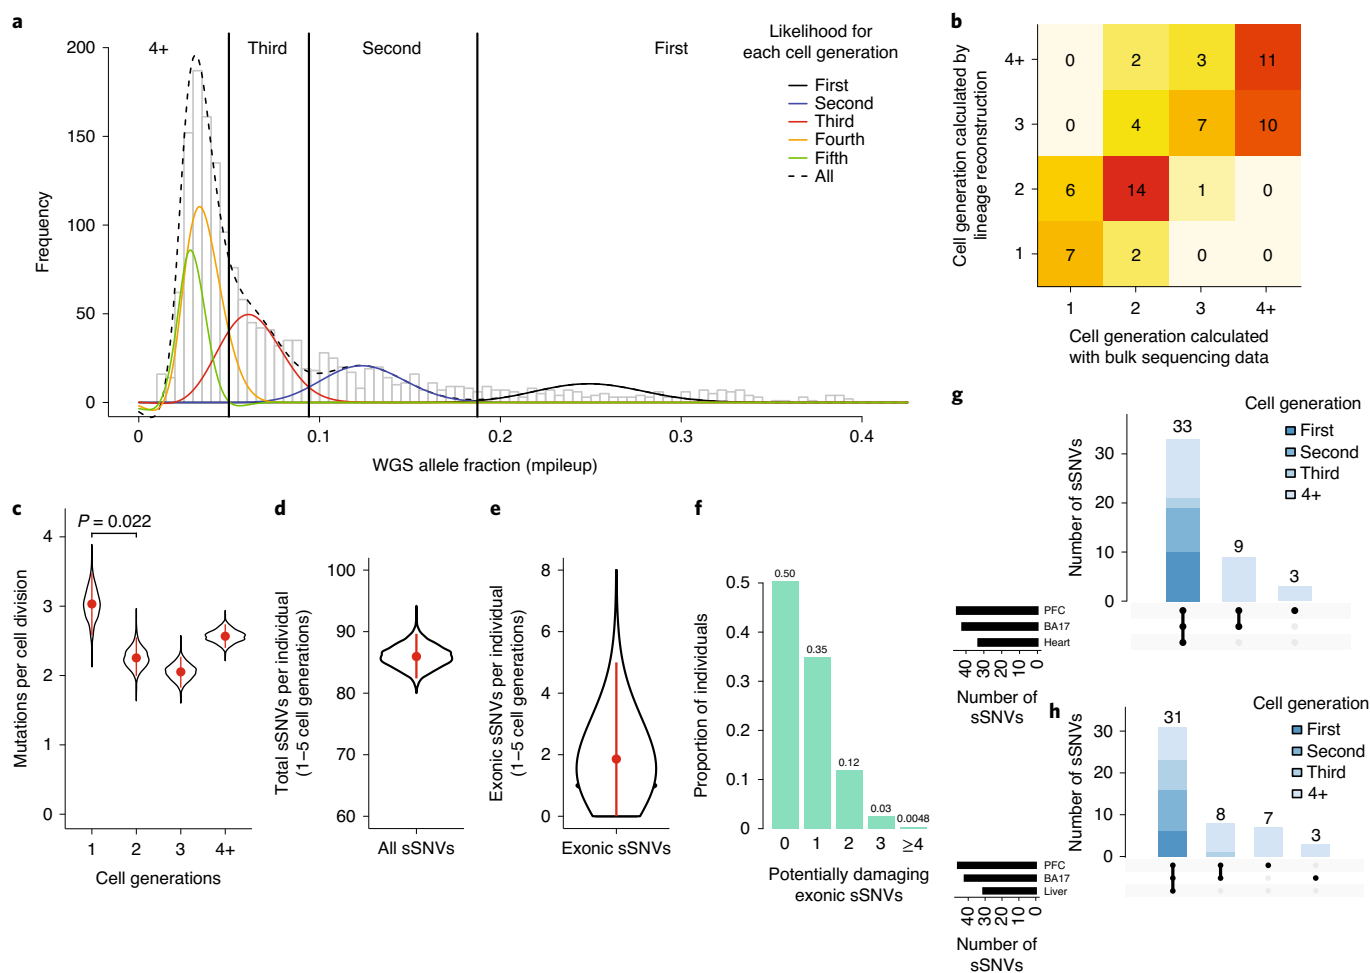 a
4+
Third
Second
First
Likelihood for
each cell generation
First
Second
Third
Fourth
Fifth
All
200
150
100
50
0
Frequency
0
0.1
0.2
0.3
0.4
WGS allele fraction (mpileup)
b
Cell generation calculated by
lineage reconstruction
4+
0 2 3 11
3
0 4 7 10
2
6 14 1 0
1
7 2 0 0
1 2 3 4+
Cell generation calculated
with bulk sequencing data
c
P = 0.022
Mutations per cell division
4
3
2
1
0
1 2 3 4+
Cell generations
d
Total sSNVs per individual
(1–5 cell generations)
100
90
80
70
60
All sSNVs
e
Exonic sSNVs per individual
(1–5 cell generations)
8
6
4
2
0
Exonic sSNVs
f
Proportion of individuals
0.5
0.4
0.3
0.2
0.1
0
0.50
0.35
0.12
0.03
0.0048
0 1 2 3 ≥4
Potentially damaging
exonic sSNVs
g
Cell generation
First
Second
Third
4+
Number of sSNVs
30
20
10
0
33
9
3
PFC
BA17
Heart
40 30 20 10 0
Number of
sSNVs
h
Cell generation
First
Second
Third
4+
Number of sSNVs
30
20
10
0
31
8
7
3
PFC
BA17
Liver
40 30 20 10 0
Number of
sSNVs